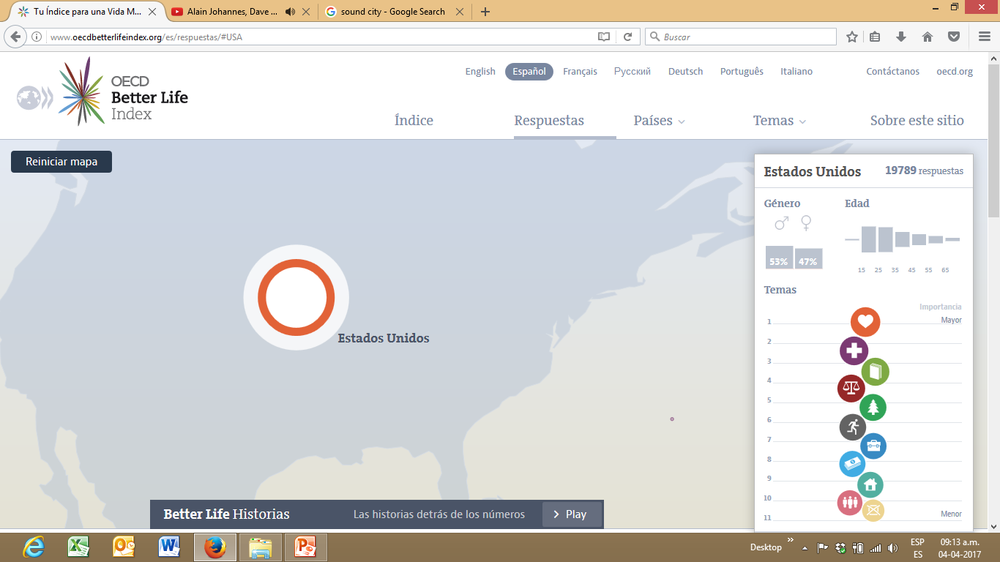 Tu Índice para una Vida M...
Alain Johannes, Dave ...
sound city - Google Search
www.oecdbetterlifeindex.org/es/respuestas/#USA
Buscar
OECD
Better Life
Index
English Español Français Русский Deutsch Português Italiano Contáctanos oecd.org
Índice Respuestas Países Temas Sobre este sitio
Reiniciar mapa
Estados Unidos
Estados Unidos 19789 respuestas
Género Edad
53% 47%
15 25 35 45 55 65
Temas
Importancia
Mayor
1
2
3
4
5
6
7
8
9
10
11
Menor
Better Life Historias Las historias detrás de los números Play
Desktop
ESP
ES
09:13 a.m.
04-04-2017